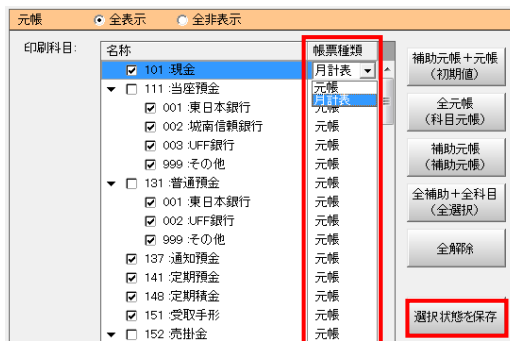 元帳 全表示 全非表示
印刷科目:
名称 帳票種類
101 :現金 月計表
元帳
月計表
111 :当座預金 元帳
001 :東日本銀行 元帳
002 :城南信頼銀行 元帳
003 :UFF銀行 元帳
999 :その他 元帳
131 :普通預金 元帳
001 :東日本銀行 元帳
002 :UFF銀行 元帳
999 :その他 元帳
137 :通知預金 元帳
141 :定期預金 元帳
148 :定期積金 元帳
151 :受取手形 元帳
152 :売掛金 元帳
補助元帳+元帳
(初期値)
全元帳
(科目元帳)
補助元帳
(補助元帳)
全補助+全科目
(全選択)
全解除
選択状態を保存